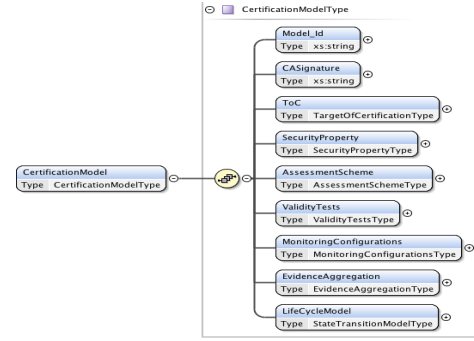 CertificationModelType
Model_Id
Type xs:string
CASignature
Type xs:string
ToC
Type TargetOfCertificationType
SecurityProperty
Type SecurityPropertyType
CertificationModel
Type CertificationModelType
AssessmentScheme
Type AssessmentSchemeType
ValidityTests
Type ValidityTestsType
MonitoringConfigurations
Type MonitoringConfigurationsType
EvidenceAggregation
Type EvidenceAggregationType
LifeCycleModel
Type StateTransitionModelType